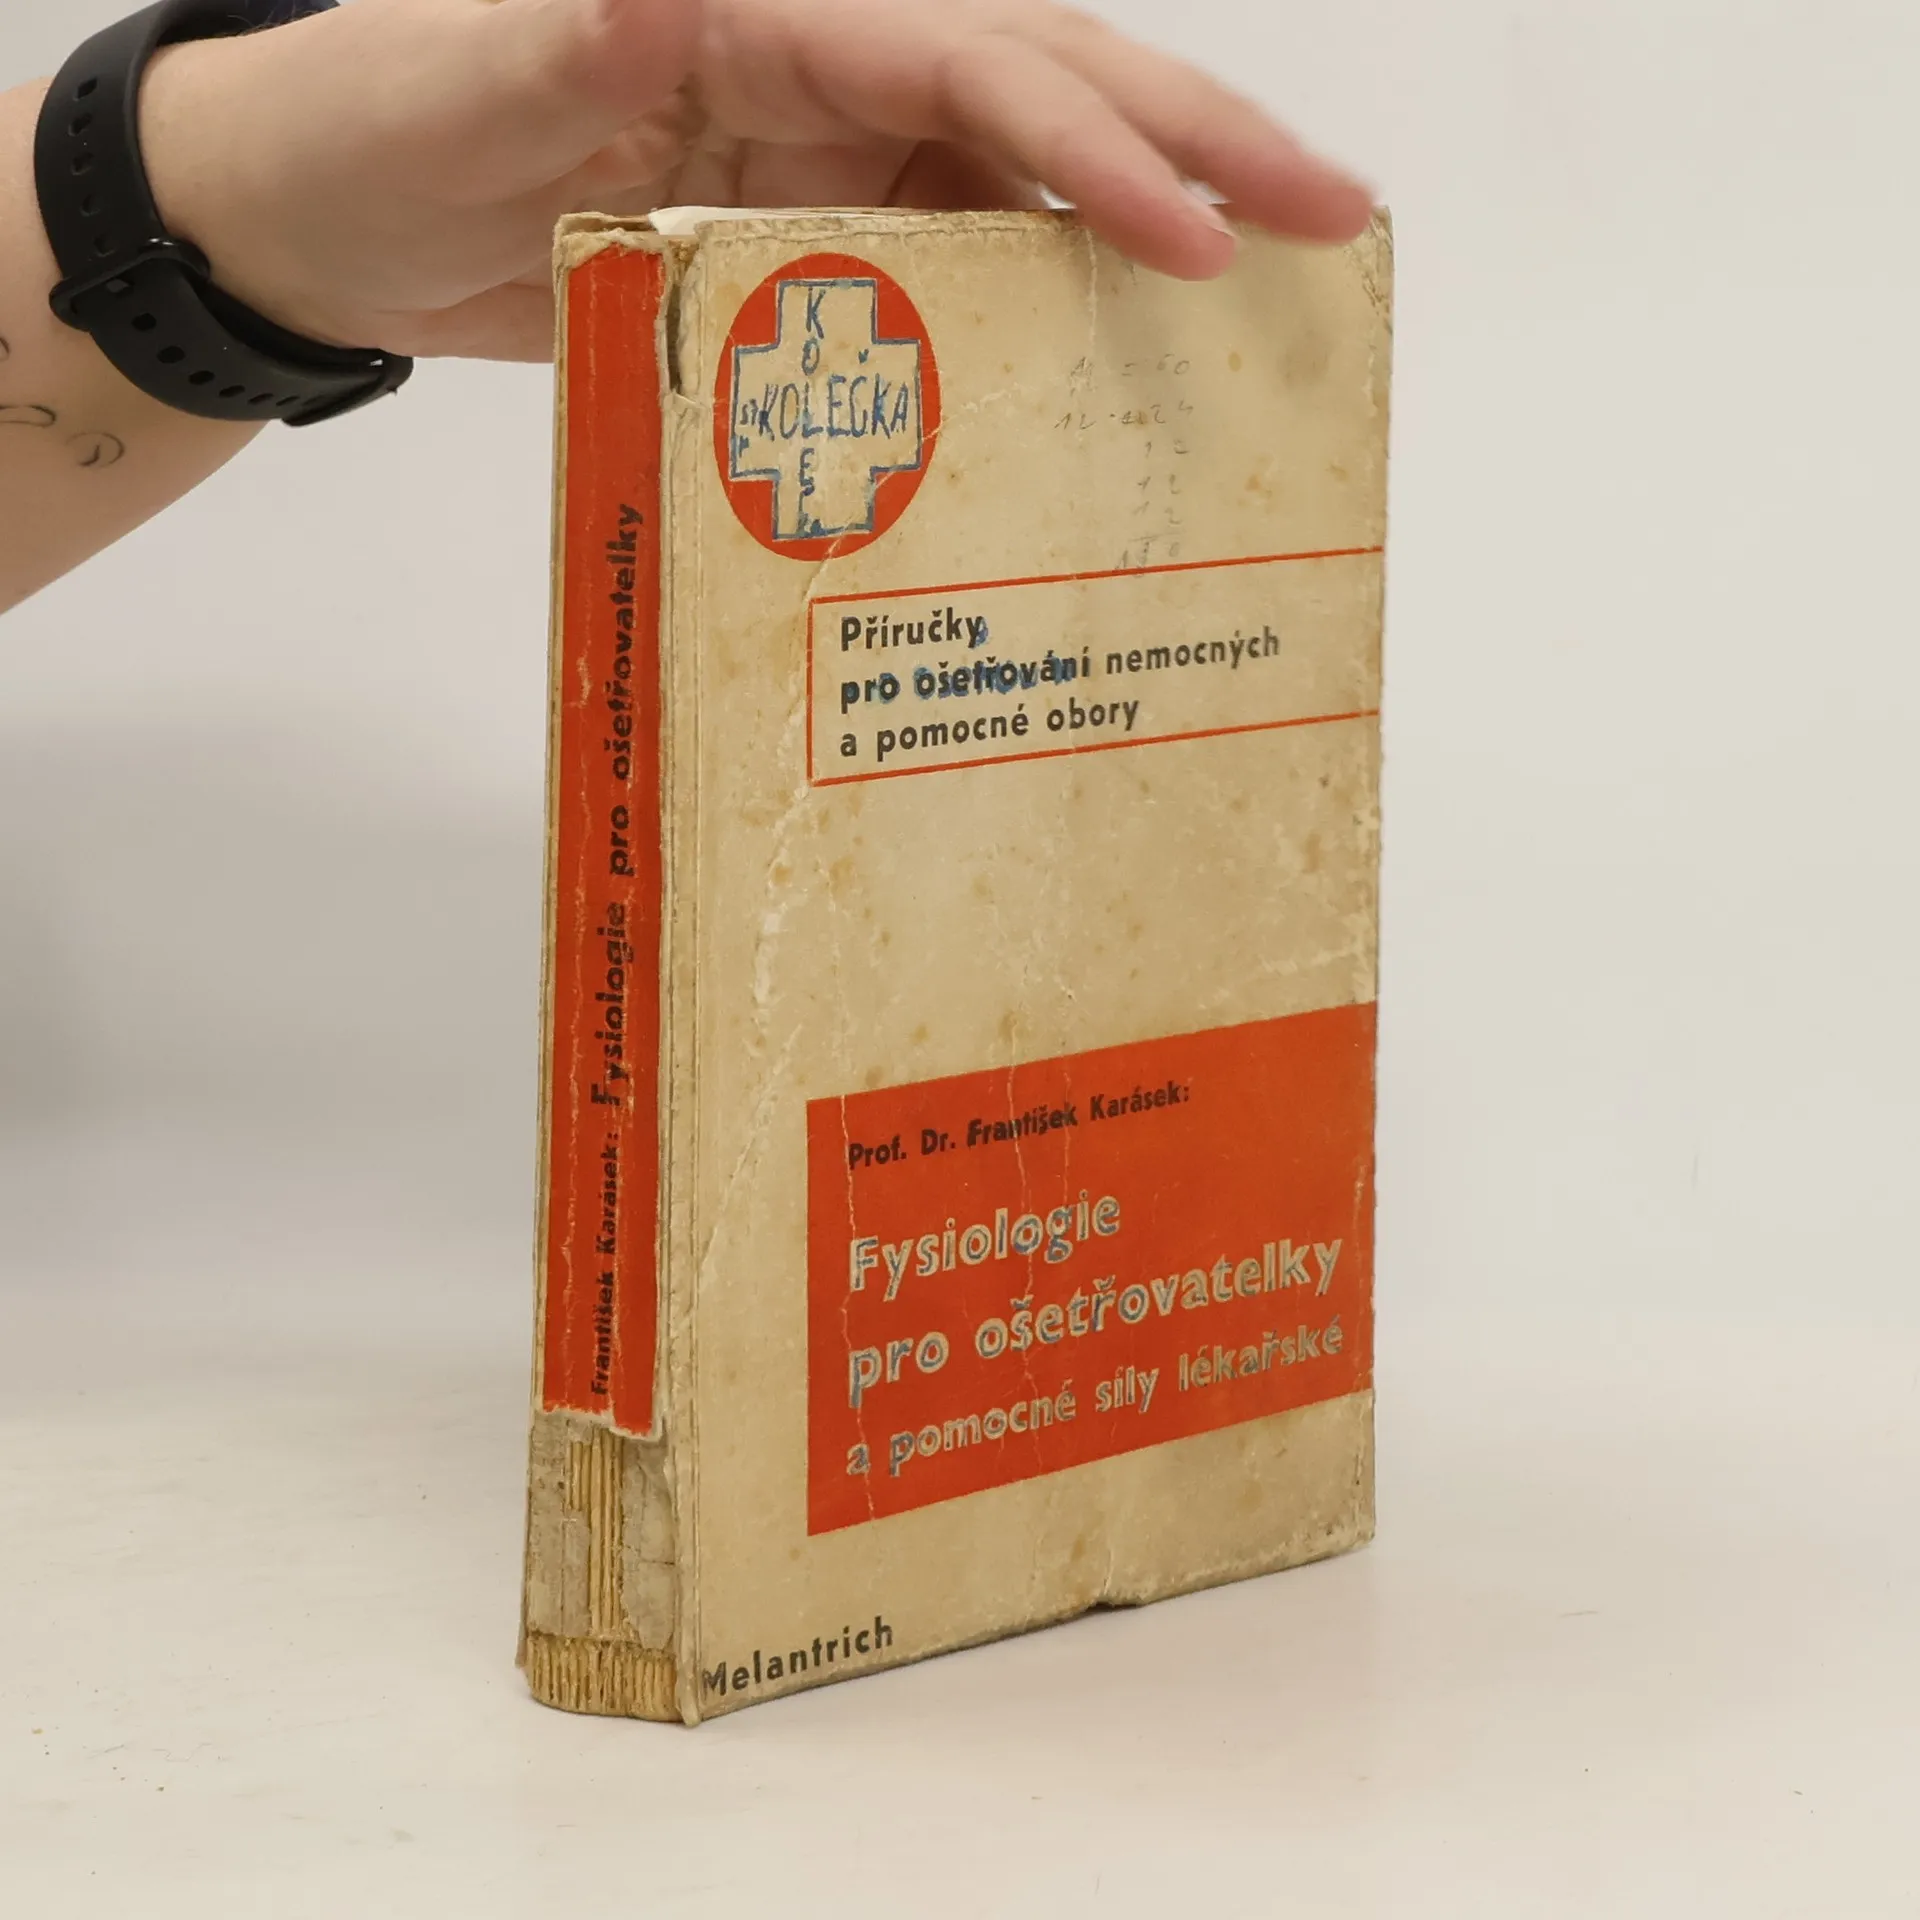 František Karásek: Fysiologie pro ošetřovatelky
KOLEŠKA
Příručky
pro ošetřování nemocných
a pomocné obory
Prof. Dr. František Karásek:
Fysiologie
pro ošetřovatelky
a pomocné síly lékařské
Melantrich